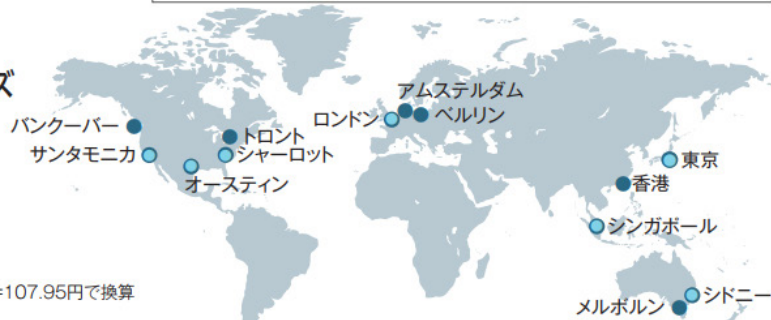 ズ
アムステルダム
ロンドン
ベルリン
バンクーバー
トロント
サンタモニカ
シャーロット
オースティン
東京
香港
シンガポール
=107.95円で換算
シドニー
メルボルン